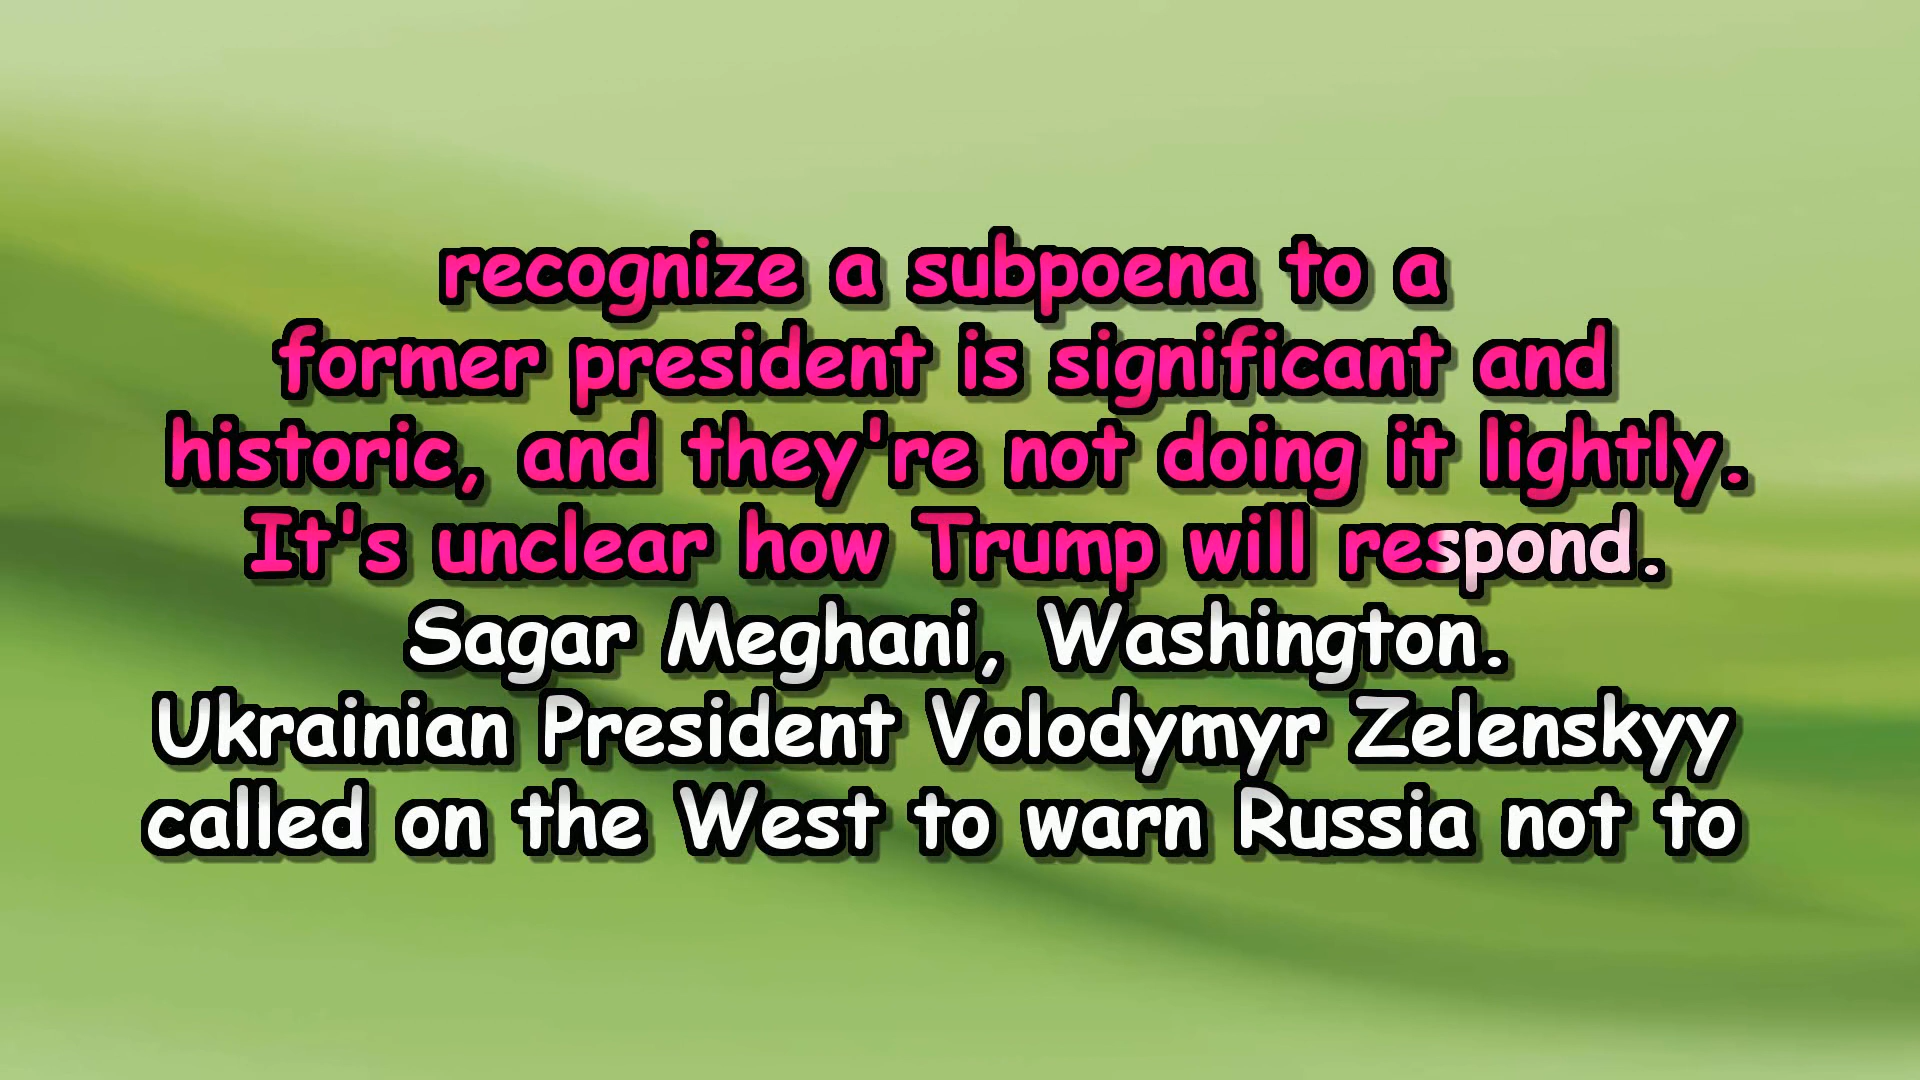 recognize a subpoena to a
former president is significant and
historic, and they're not doing it lightly.
It's unclear how Trump will respond.
Sagar Meghani, Washington.
Ukrainian President Volodymyr Zelenskyy
called on the West to warn Russia not to